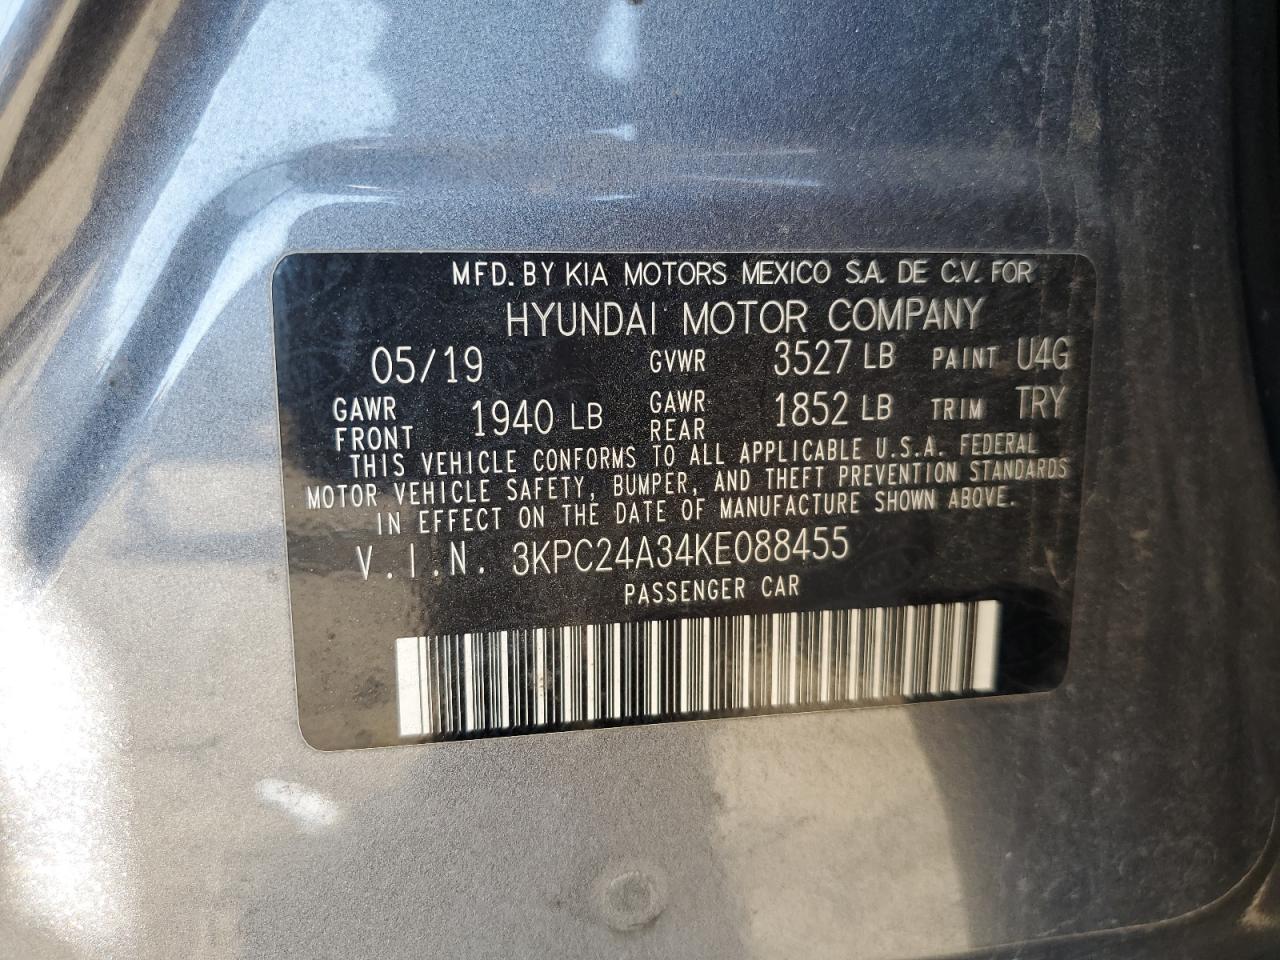 MFD. BY KIA MOTORS MEXICO S.A. DE C.V. FOR
HYUNDAI MOTOR COMPANY
05/19 GVWR 3527 LB PAINT U4G
GAWR FRONT 1940 LB GAWR REAR 1852 LB TRIM TRY
THIS VEHICLE CONFORMS TO ALL APPLICABLE U.S.A. FEDERAL
MOTOR VEHICLE SAFETY, BUMPER, AND THEFT PREVENTION STANDARDS
IN EFFECT ON THE DATE OF MANUFACTURE SHOWN ABOVE.
V.I.N. 3KPC24A34KE088455
PASSENGER CAR